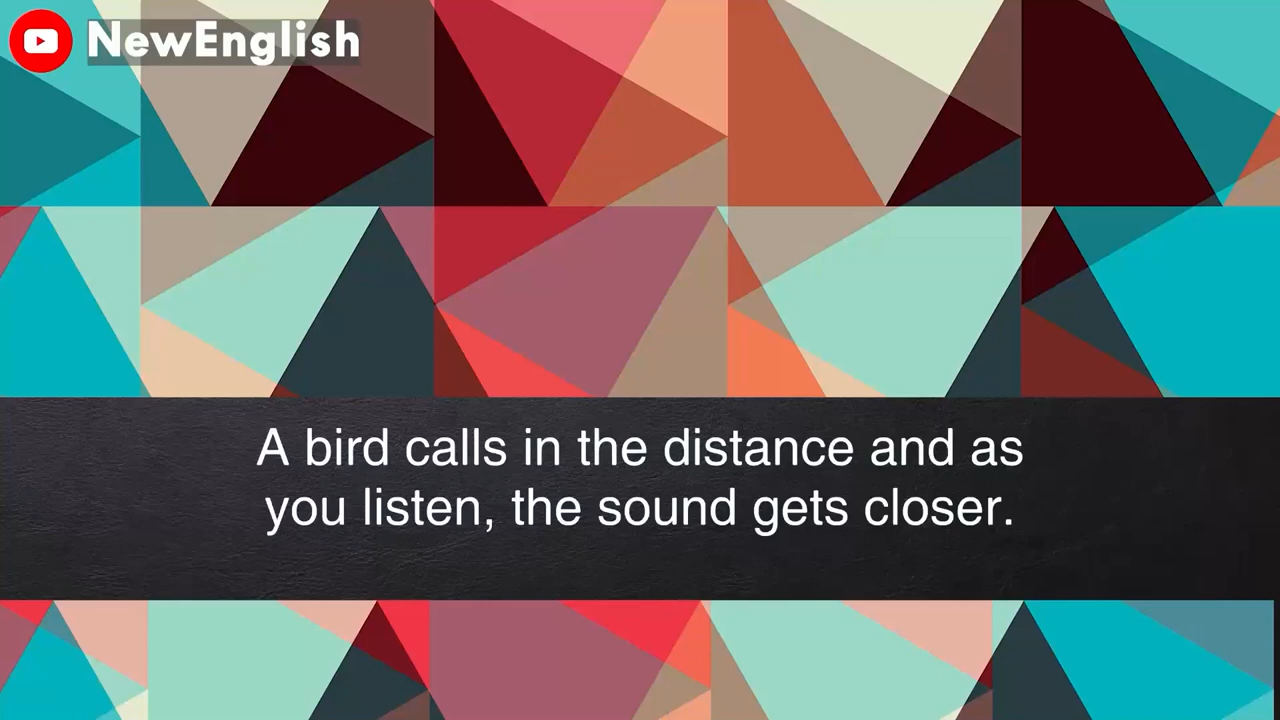 NewEnglish
A bird calls in the distance and as
you listen, the sound gets closer.